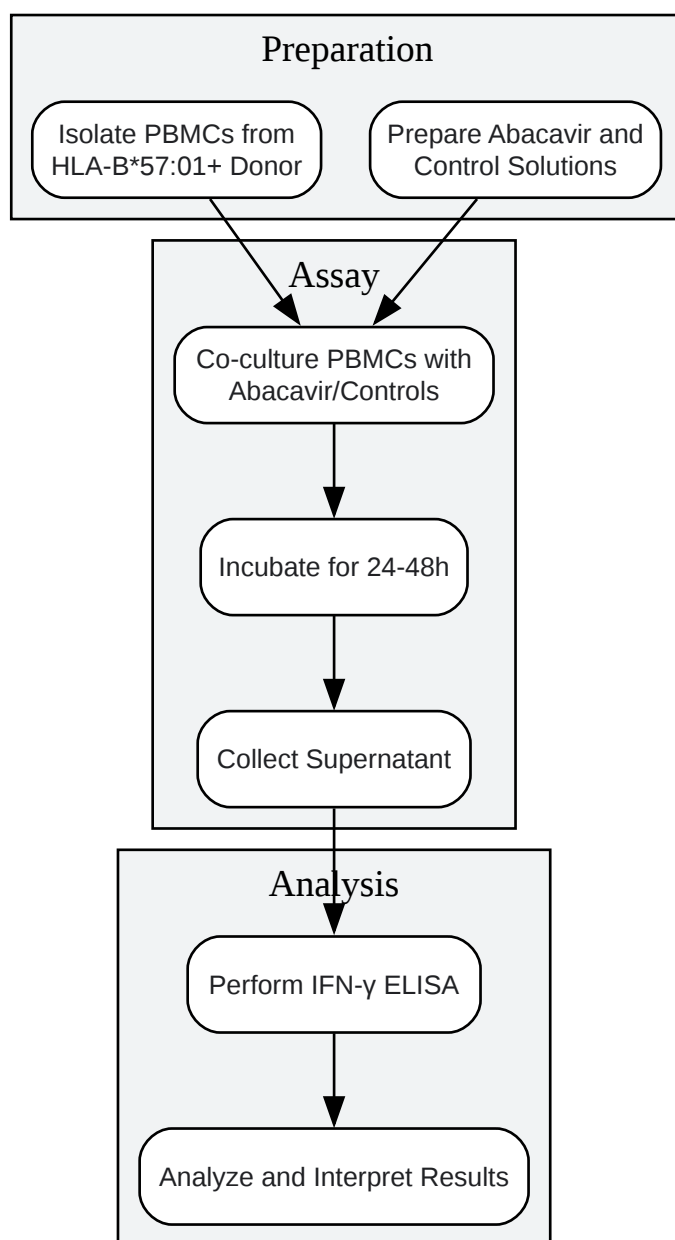 Preparation
Isolate PBMCs from
HLA-B*57:01+ Donor
Prepare Abacavir and
Control Solutions
Assay
Co-culture PBMCs with
Abacavir/Controls
Incubate for 24-48h
Collect Supernatant
Analysis
Perform IFN-γ ELISA
Analyze and Interpret Results